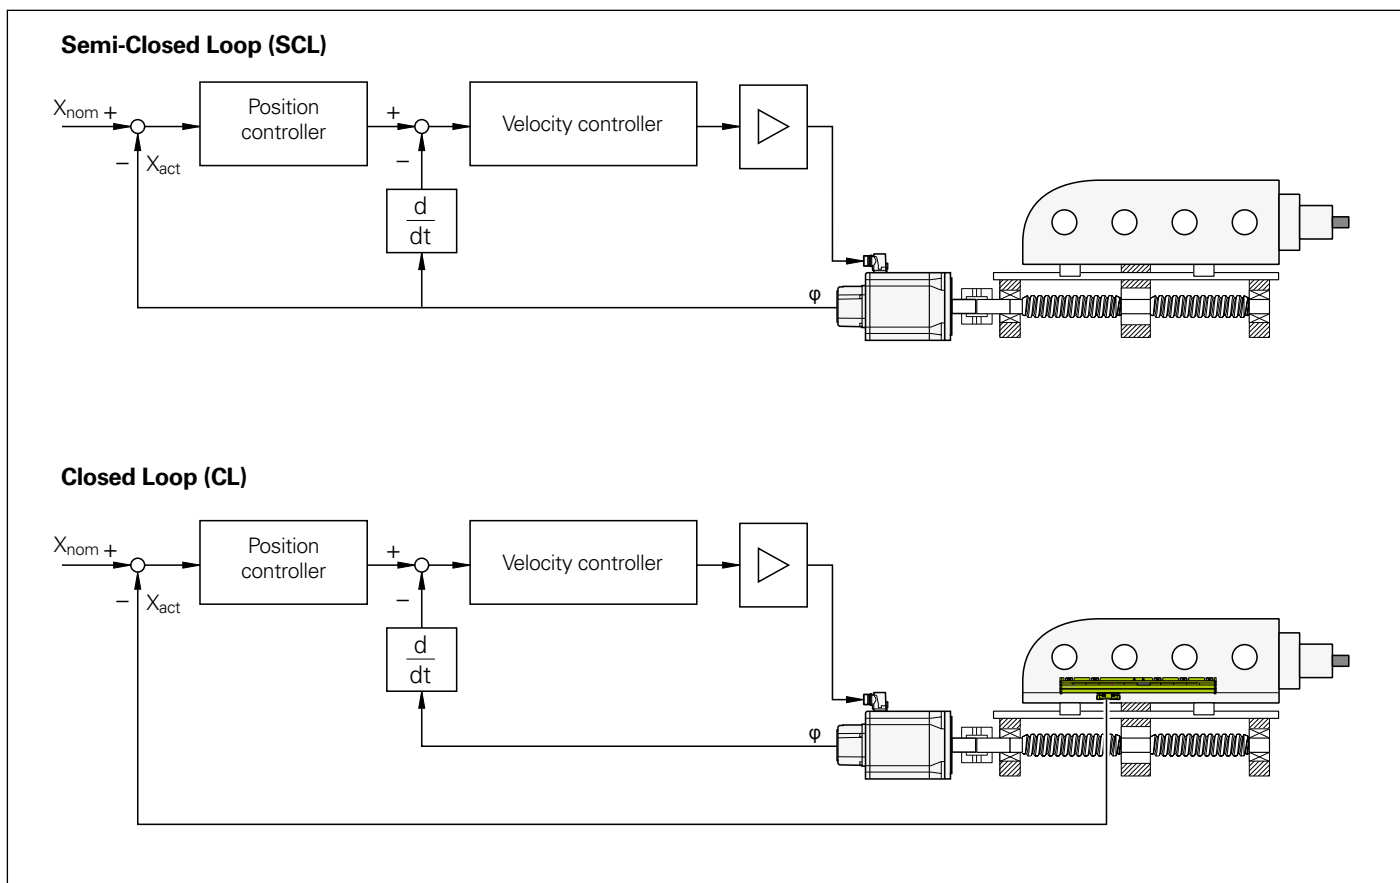 Semi-Closed Loop (SCL)
Xnom +
Position
controller
+
Velocity controller
− Xact
−
d
dt
φ
Closed Loop (CL)
Xnom +
Position
controller
+
Velocity controller
− Xact
−
d
dt
φ